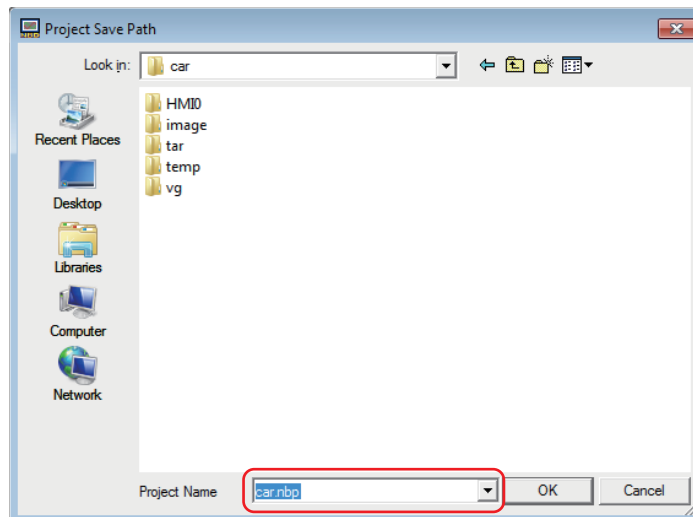 Project Save Path
Look in: car
HMI0
image
tar
temp
vg
Recent Places
Desktop
Libraries
Computer
Network
Project Name car.nbp OK Cancel